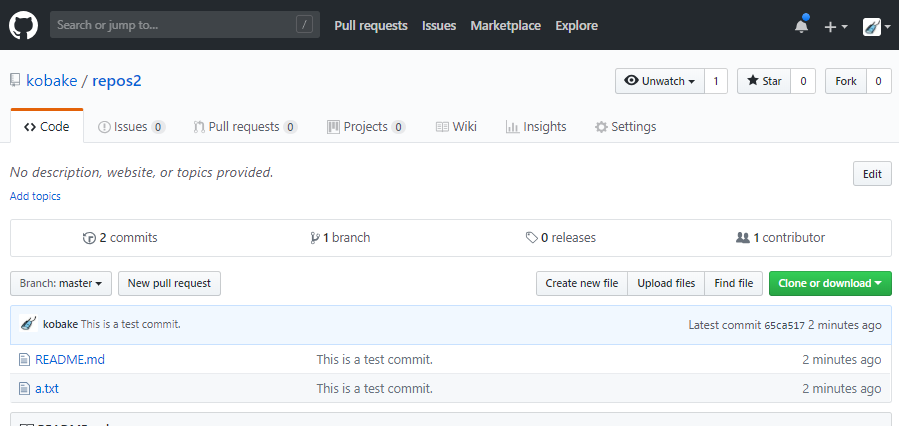 Search or jump to... / Pull requests Issues Marketplace Explore
kobake / repos2 Unwatch 1 Star 0 Fork 0
Code Issues 0 Pull requests 0 Projects 0 Wiki Insights Settings
No description, website, or topics provided. Edit
Add topics
2 commits 1 branch 0 releases 1 contributor
Branch: master New pull request Create new file Upload files Find file Clone or download
kobake This is a test commit. Latest commit 65ca517 2 minutes ago
README.md This is a test commit. 2 minutes ago
a.txt This is a test commit. 2 minutes ago